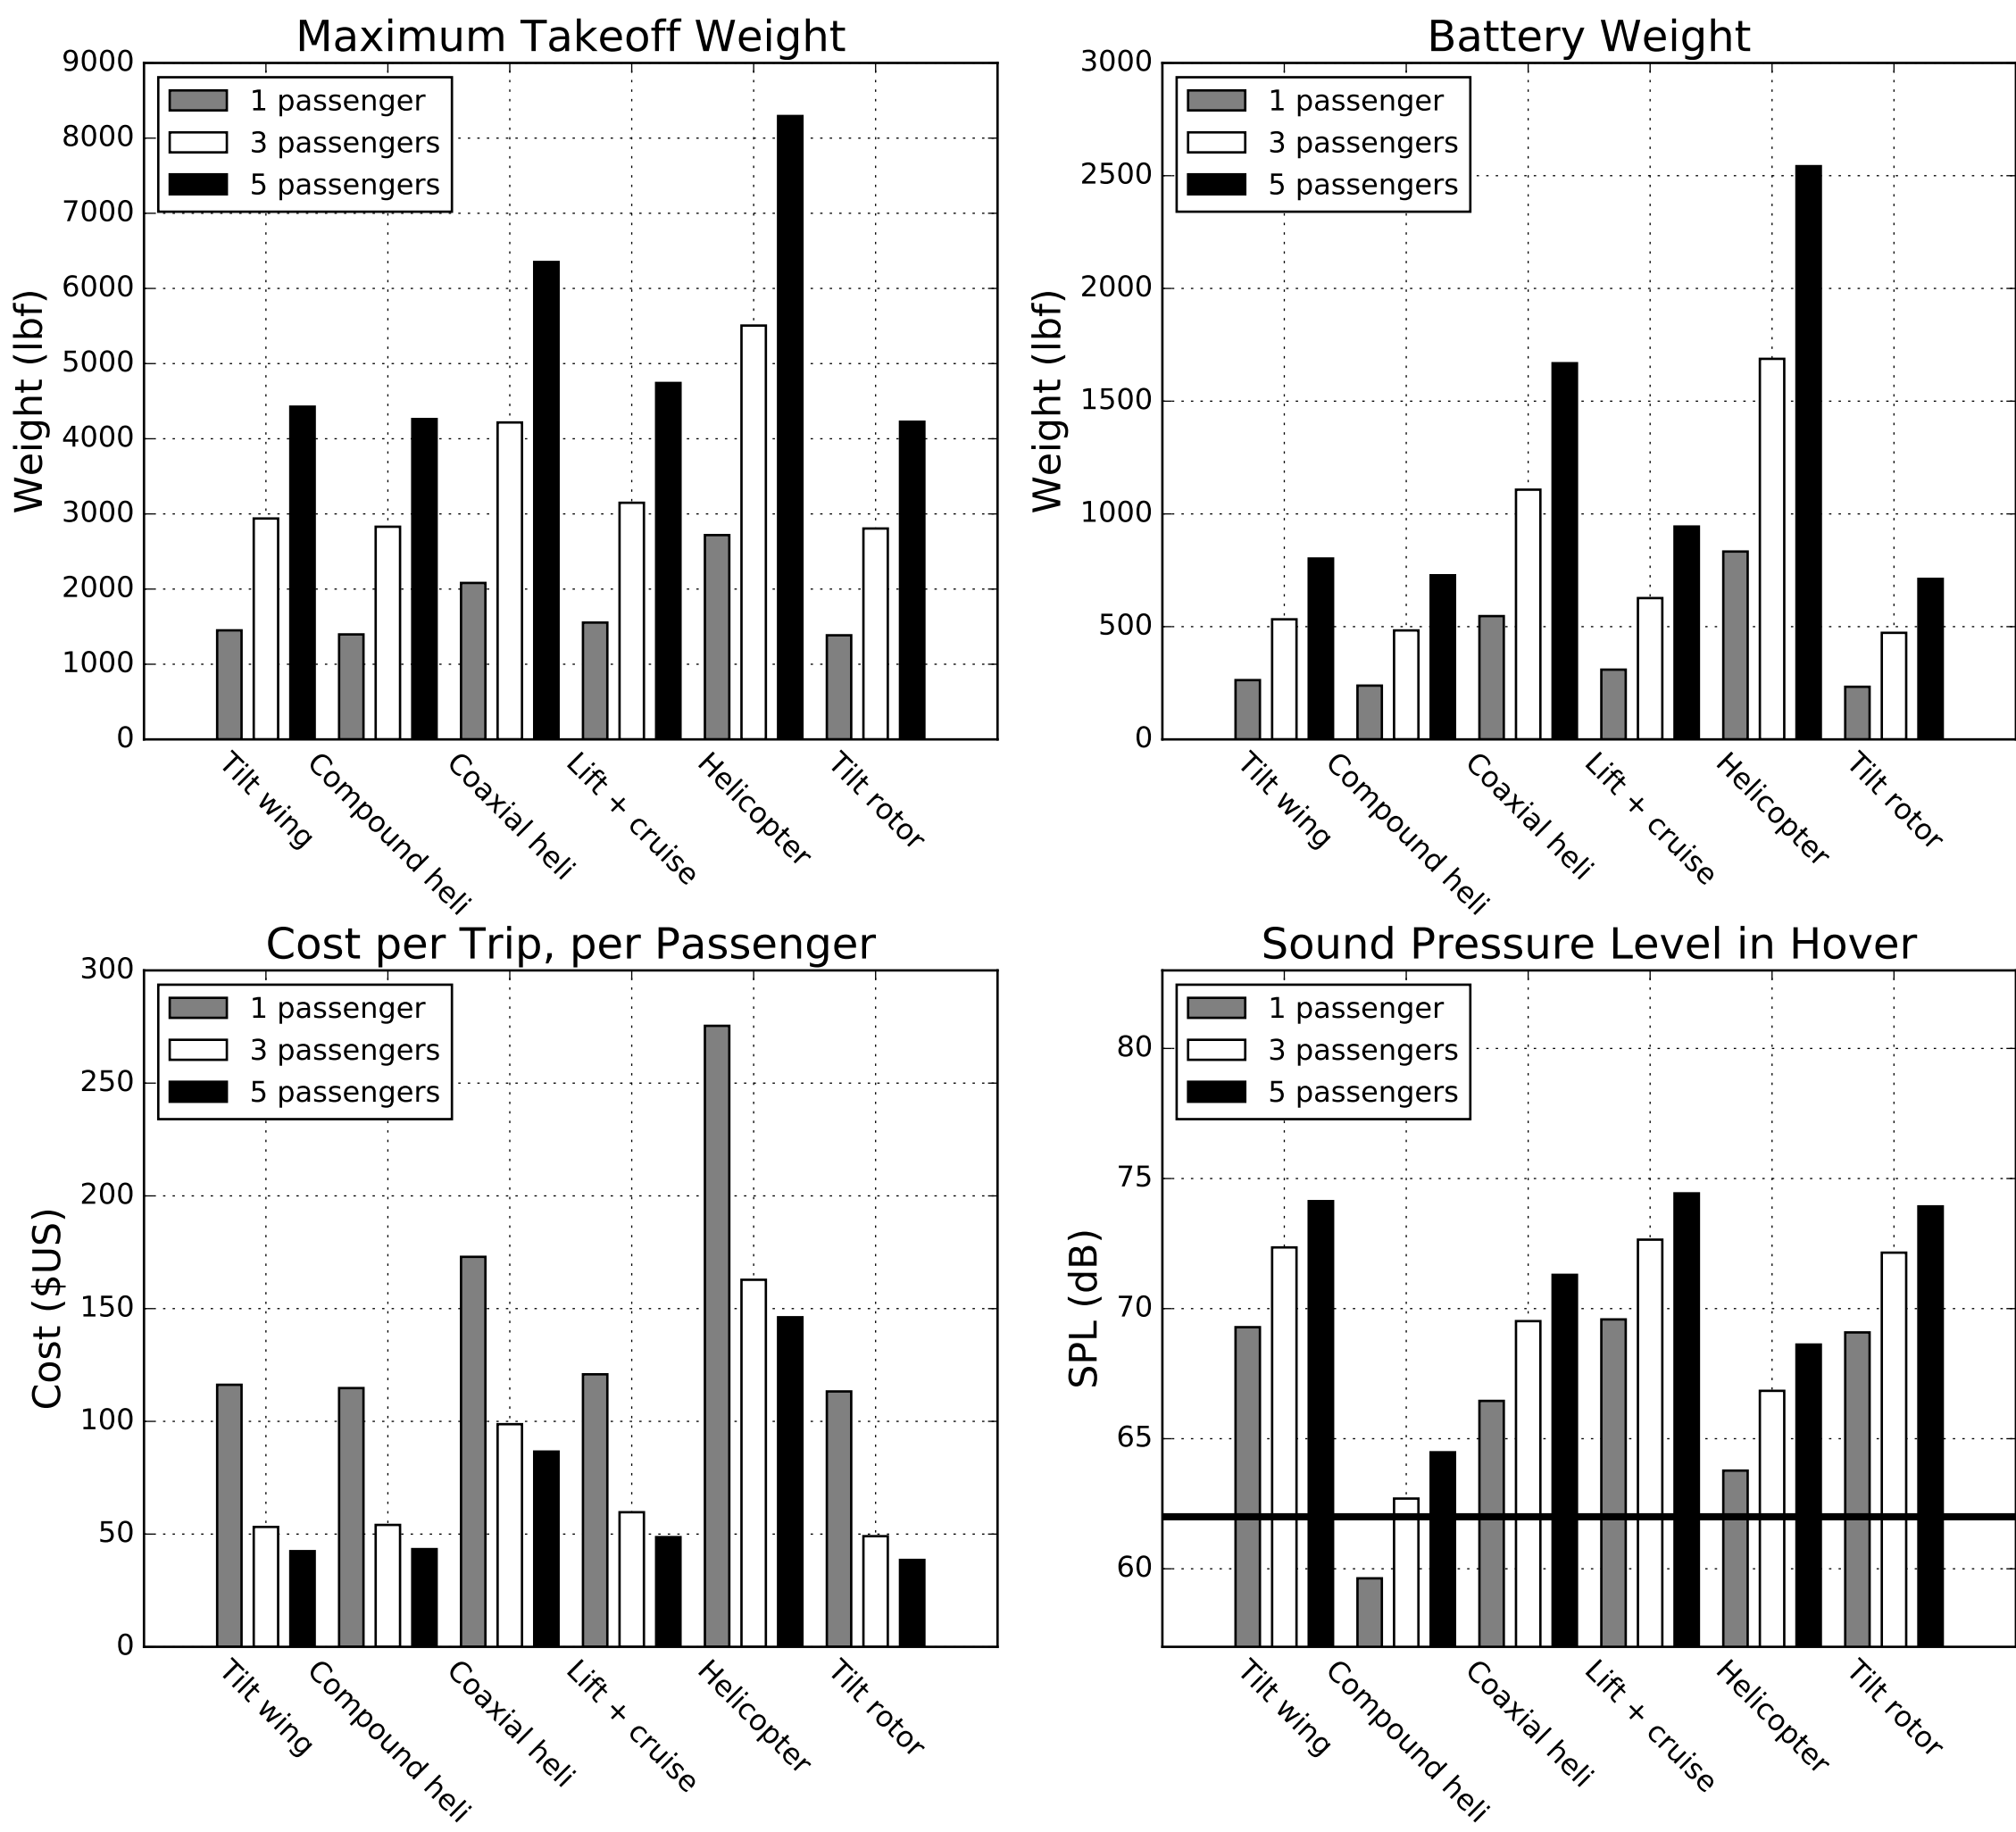 Maximum Takeoff Weight
9000
8000
7000
6000
5000
4000
3000
2000
1000
0
Weight (lbf)
1 passenger
3 passengers
5 passengers
Tilt wing
Compound heli
Coaxial heli
Lift + cruise
Helicopter
Tilt rotor
Battery Weight
3000
2500
2000
1500
1000
500
0
Weight (lbf)
1 passenger
3 passengers
5 passengers
Tilt wing
Compound heli
Coaxial heli
Lift + cruise
Helicopter
Tilt rotor
Cost per Trip, per Passenger
300
250
200
150
100
50
0
Cost ($US)
1 passenger
3 passengers
5 passengers
Tilt wing
Compound heli
Coaxial heli
Lift + cruise
Helicopter
Tilt rotor
Sound Pressure Level in Hover
80
75
70
65
60
SPL (dB)
1 passenger
3 passengers
5 passengers
Tilt wing
Compound heli
Coaxial heli
Lift + cruise
Helicopter
Tilt rotor